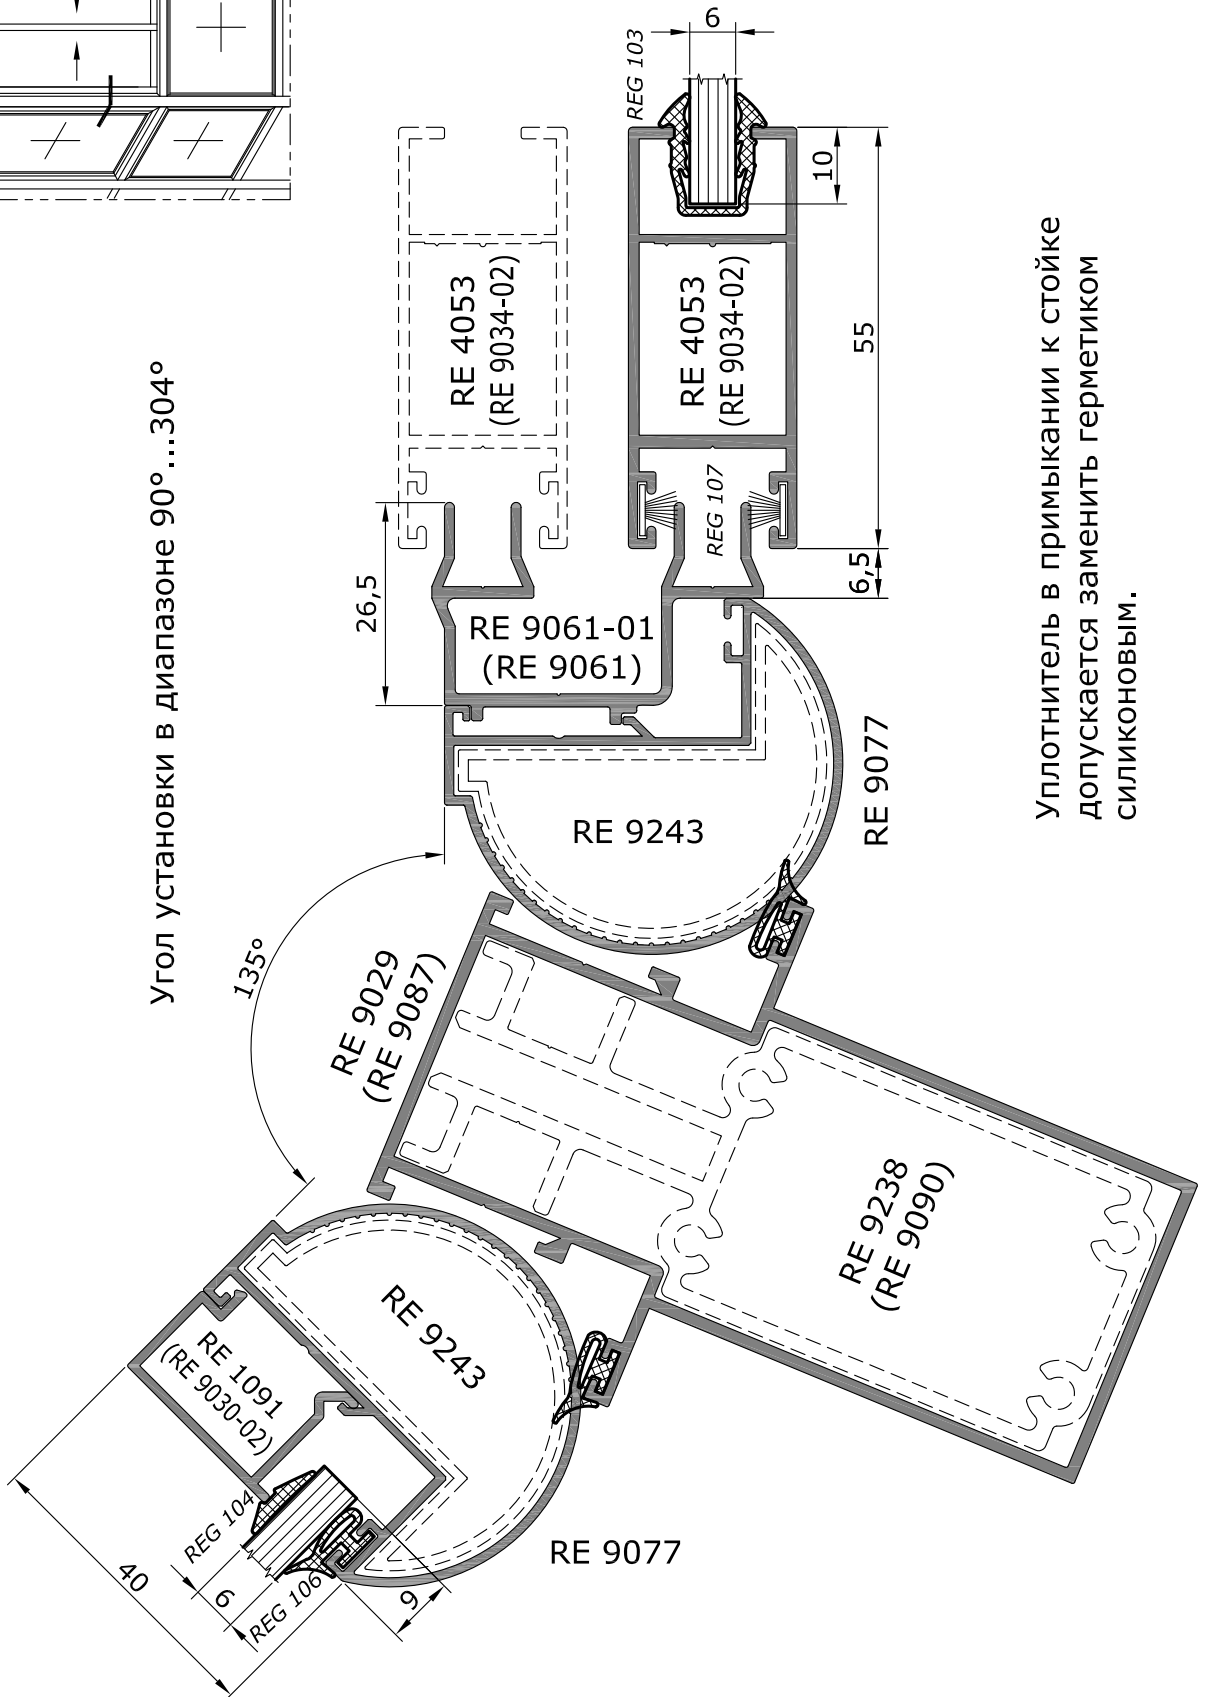 6
REG 103
10
55
RE 4053
(RE 9034-02)
RE 4053
(RE 9034-02)
REG 107
6,5
26,5
RE 9061-01
(RE 9061)
RE 9243
RE 9077
Угол установки в диапазоне 90°...304°
Уплотнитель в примыкании к стойке
допускается заменить герметиком
силиконовым.
135°
RE 9029
(RE 9087)
RE 9238
(RE 9090)
RE 9243
RE 1091
(RE 9030-02)
REG 104
REG 106
40
6
9
RE 9077